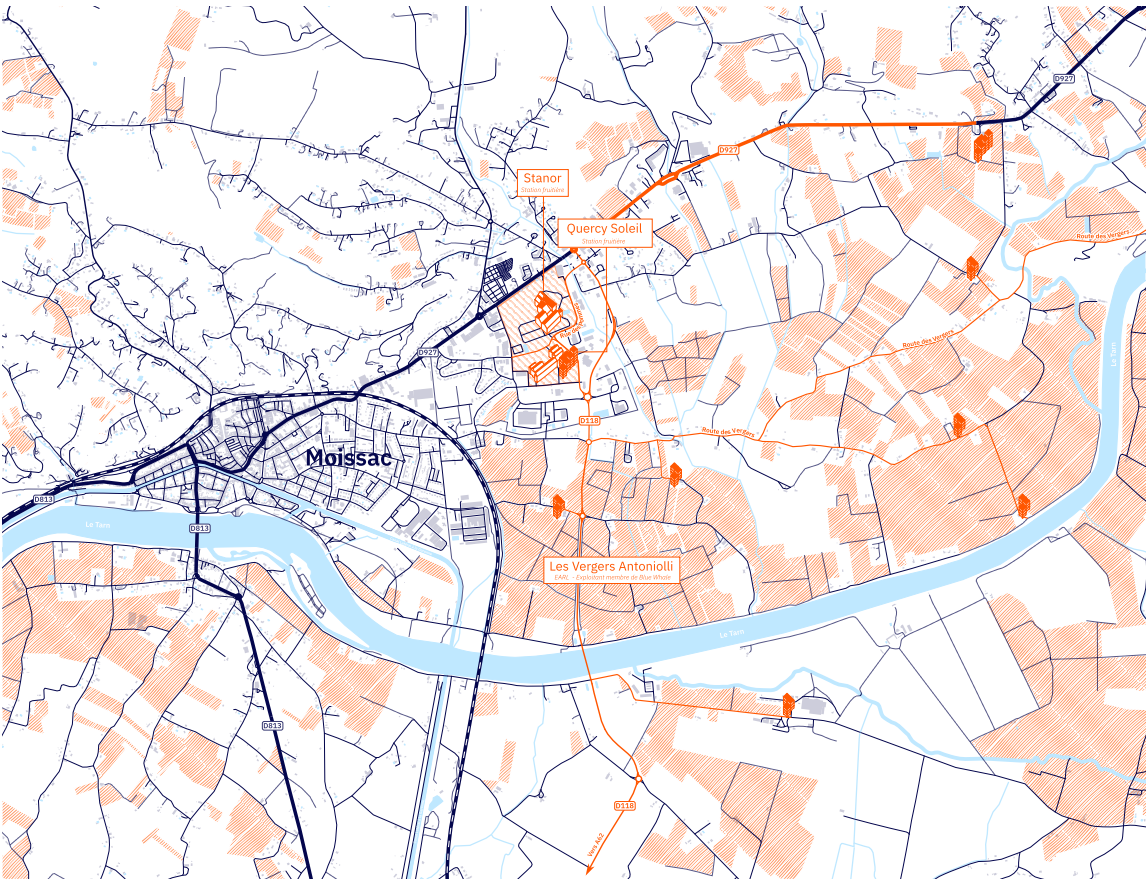 D927
D927
Route des Vergers
Stanor
Station fruitière
Quercy Soleil
Station fruitière
D927
Route des Vergers
Le Tarn
D118
Route des Vergers
Moissac
D813
D813
Le Tarn
Les Vergers Antoniolli
EARL - Exploitant membre de Blue Whale
Le Tarn
D813
D118
Vers A62